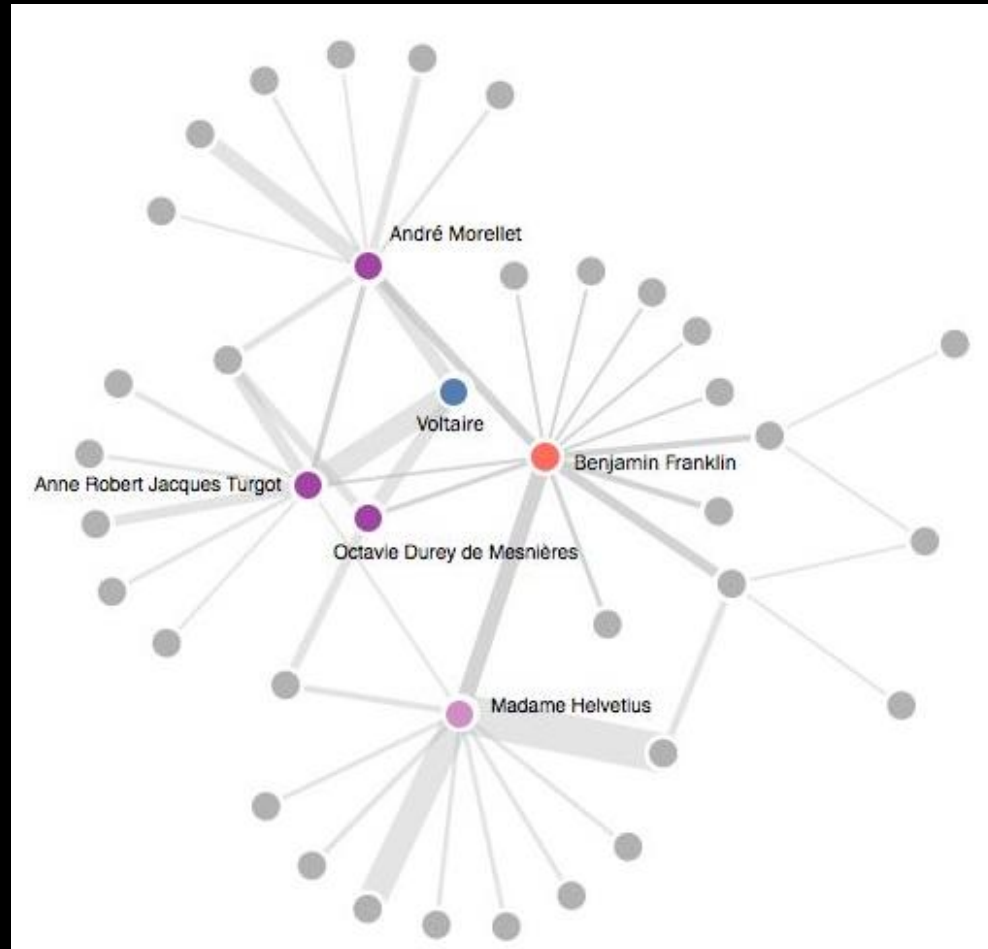 André Morellet
Voltaire
Benjamin Franklin
Anne Robert Jacques Turgot
Octavie Durey de Mesnières
Madame Helvetius